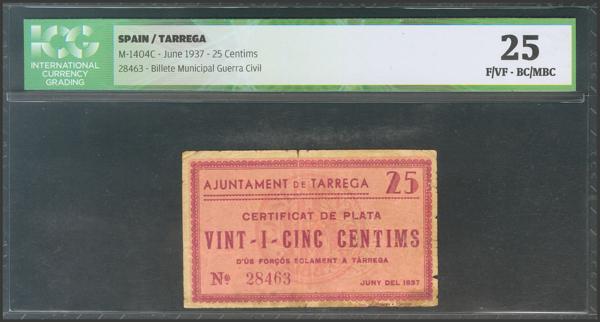 ICG
INTERNATIONAL
CURRENCY
GRADING
SPAIN / TARREGA
M-1404C - June 1937 - 25 Centims
28463 - Billete Municipal Guerra Civil
25
F/VF - BC/MBC
AJUNTAMENT DE TARREGA 25
CERTIFICAT DE PLATA
VINT-I-CINC CENTIMS
D'ÚS FORÇÓS SOLAMENT A TÀRREGA
Nº 28463
JUNY DEL 1937